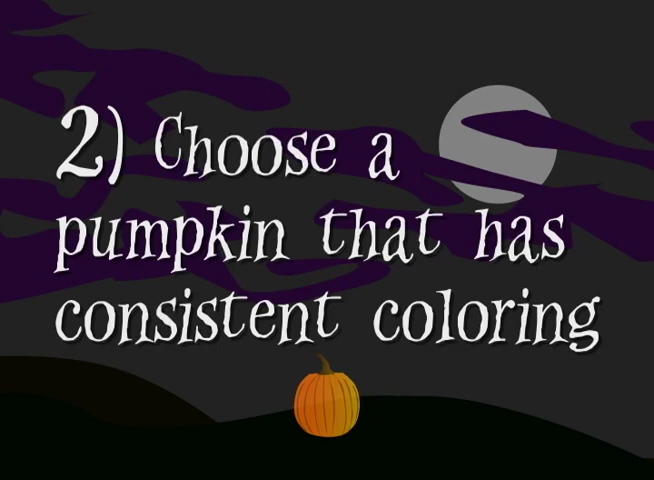 2) Choose a
pumpkin that has
consistent coloring